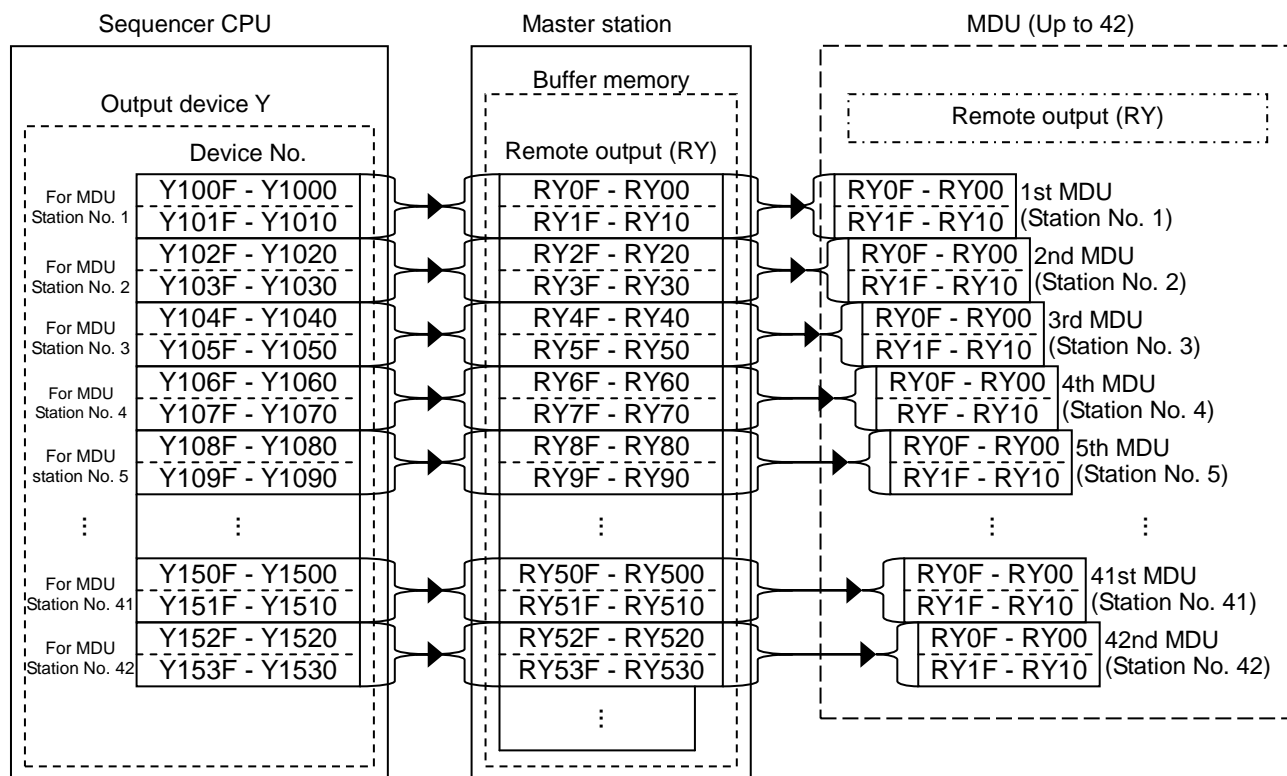 Sequencer CPU
Master station
MDU (Up to 42)
Output device Y
Buffer memory
Remote output (RY)
Device No.
Remote output (RY)
For MDU
Station No. 1
Y100F - Y1000
Y101F - Y1010
RY0F - RY00
RY1F - RY10
RY0F - RY00
RY1F - RY10
1st MDU
(Station No. 1)
For MDU
Station No. 2
Y102F - Y1020
Y103F - Y1030
RY2F - RY20
RY3F - RY30
RY0F - RY00
RY1F - RY10
2nd MDU
(Station No. 2)
For MDU
Station No. 3
Y104F - Y1040
Y105F - Y1050
RY4F - RY40
RY5F - RY50
RY0F - RY00
RY1F - RY10
3rd MDU
(Station No. 3)
For MDU
Station No. 4
Y106F - Y1060
Y107F - Y1070
RY6F - RY60
RY7F - RY70
RY0F - RY00
RYF - RY10
4th MDU
(Station No. 4)
For MDU
station No. 5
Y108F - Y1080
Y109F - Y1090
RY8F - RY80
RY9F - RY90
RY0F - RY00
RY1F - RY10
5th MDU
(Station No. 5)
For MDU
Station No. 41
Y150F - Y1500
Y151F - Y1510
RY50F - RY500
RY51F - RY510
RY0F - RY00
RY1F - RY10
41st MDU
(Station No. 41)
For MDU
Station No. 42
Y152F - Y1520
Y153F - Y1530
RY52F - RY520
RY53F - RY530
RY0F - RY00
RY1F - RY10
42nd MDU
(Station No. 42)